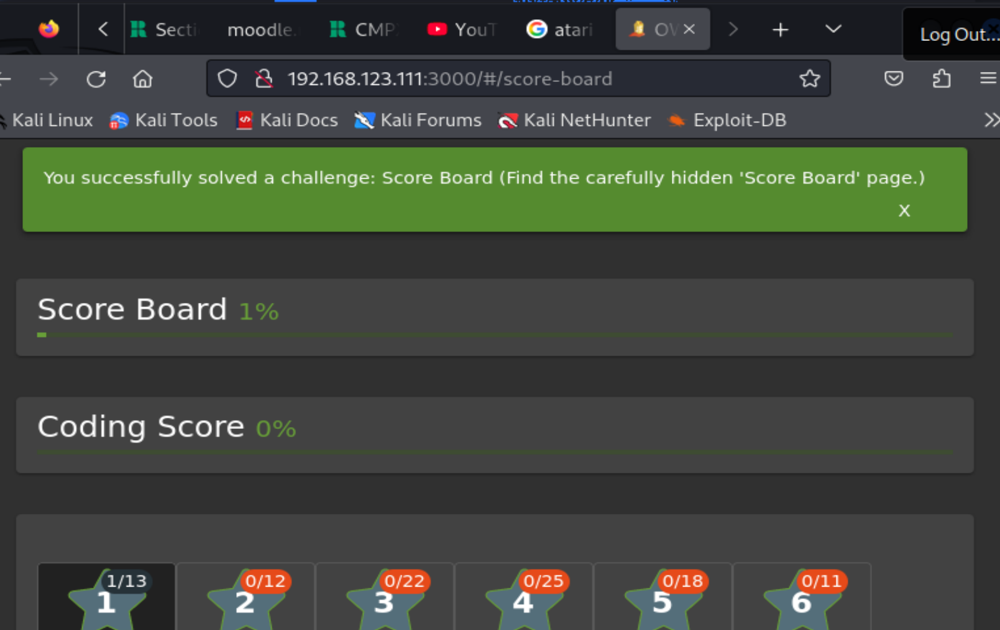 Secti moodle. CMP YouT atari OV
Log Out...
192.168.123.111:3000/#/score-board
Kali Linux Kali Tools Kali Docs Kali Forums Kali NetHunter Exploit-DB
You successfully solved a challenge: Score Board (Find the carefully hidden 'Score Board' page.)
X
Score Board 1%
Coding Score 0%
1/13 0/12 0/22 0/25 0/18 0/11
1 2 3 4 5 6